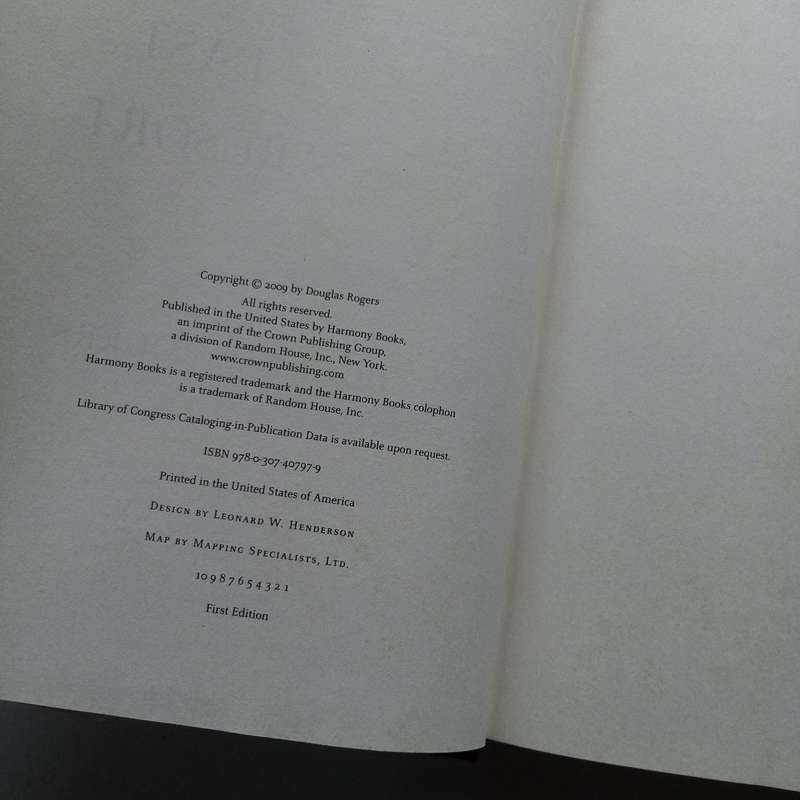 Copyright © 2009 by Douglas Rogers
All rights reserved.
Published in the United States by Harmony Books,
an imprint of the Crown Publishing Group,
a division of Random House, Inc., New York.
www.crownpublishing.com
Harmony Books is a registered trademark and the Harmony Books colophon
is a trademark of Random House, Inc.
Library of Congress Cataloging-in-Publication Data is available upon request.
ISBN 978-0-307-40797-9
Printed in the United States of America
Design by Leonard W. Henderson
Map by Mapping Specialists, Ltd.
10 9 8 7 6 5 4 3 2 1
First Edition